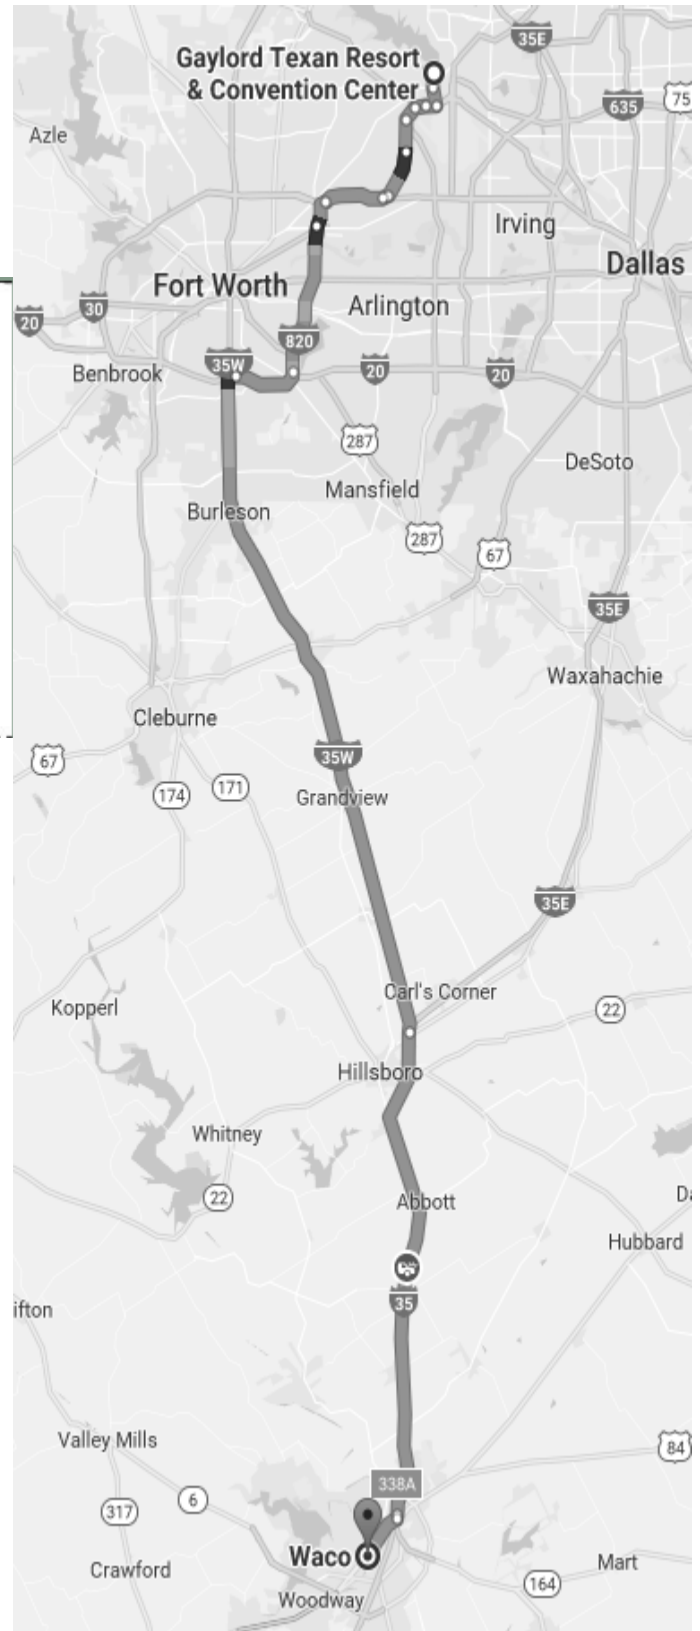 35E
Gaylord Texan Resort
& Convention Center
75
635
Azle
Irving
Dallas
Fort Worth
30
Arlington
20
820
35W
Benbrook
20
20
287
DeSoto
Mansfield
Burleson
287
67
35E
Waxahachie
Cleburne
35W
67
171
174
Grandview
35E
Carl's Corner
Kopperl
22
Hillsboro
Whitney
22
Abbott
Da
Hubbard
35
ifton
Valley Mills
84
338A
6
317
Waco
Mart
Crawford
164
Woodway